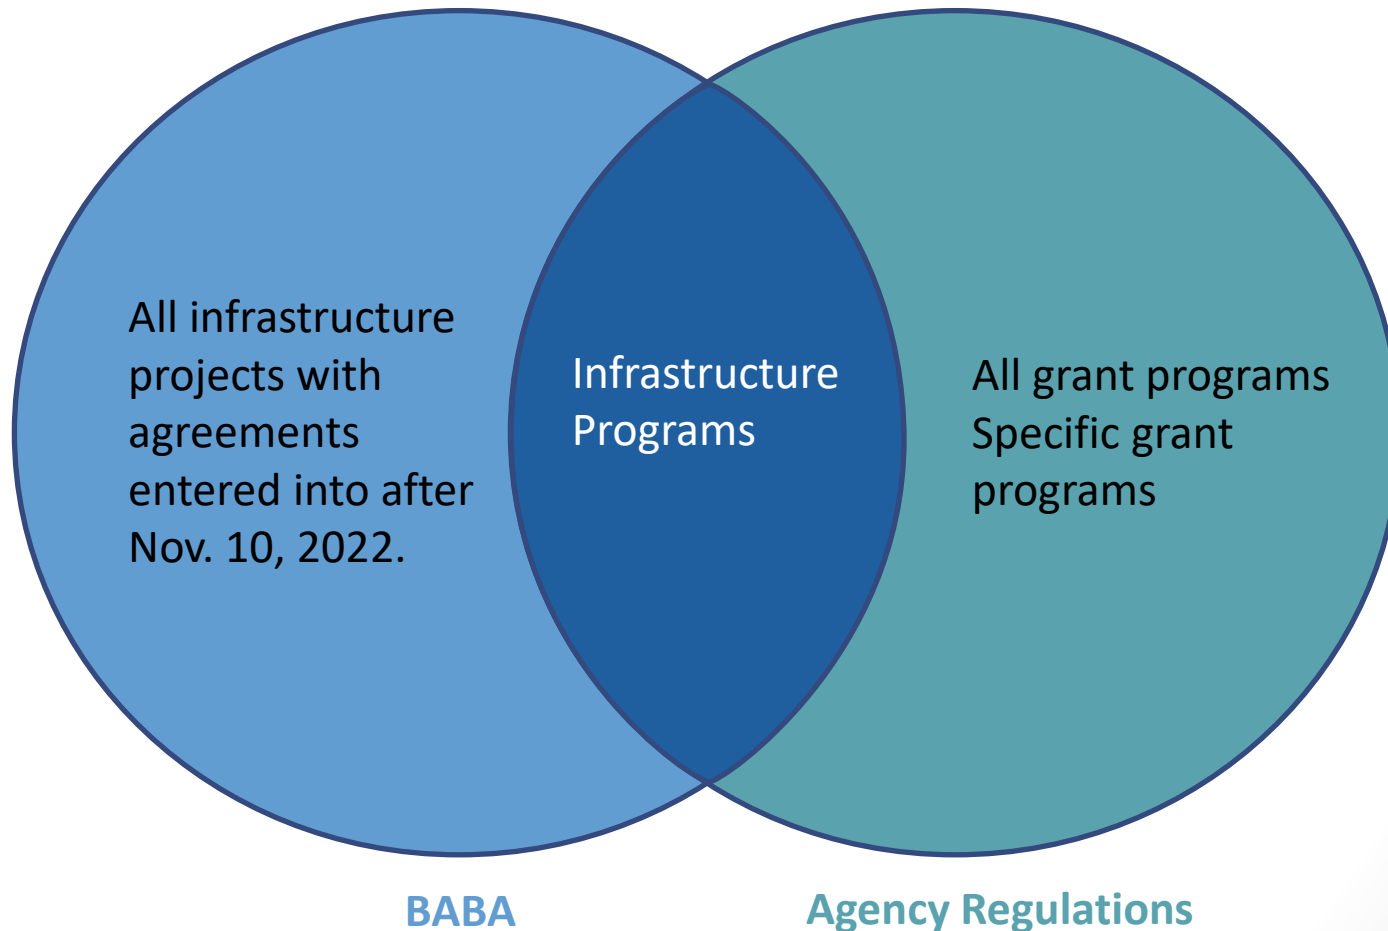 All infrastructure
projects with
agreements
entered into after
Nov. 10, 2022.
Infrastructure
Programs
All grant programs
Specific grant
programs
BABA
Agency Regulations